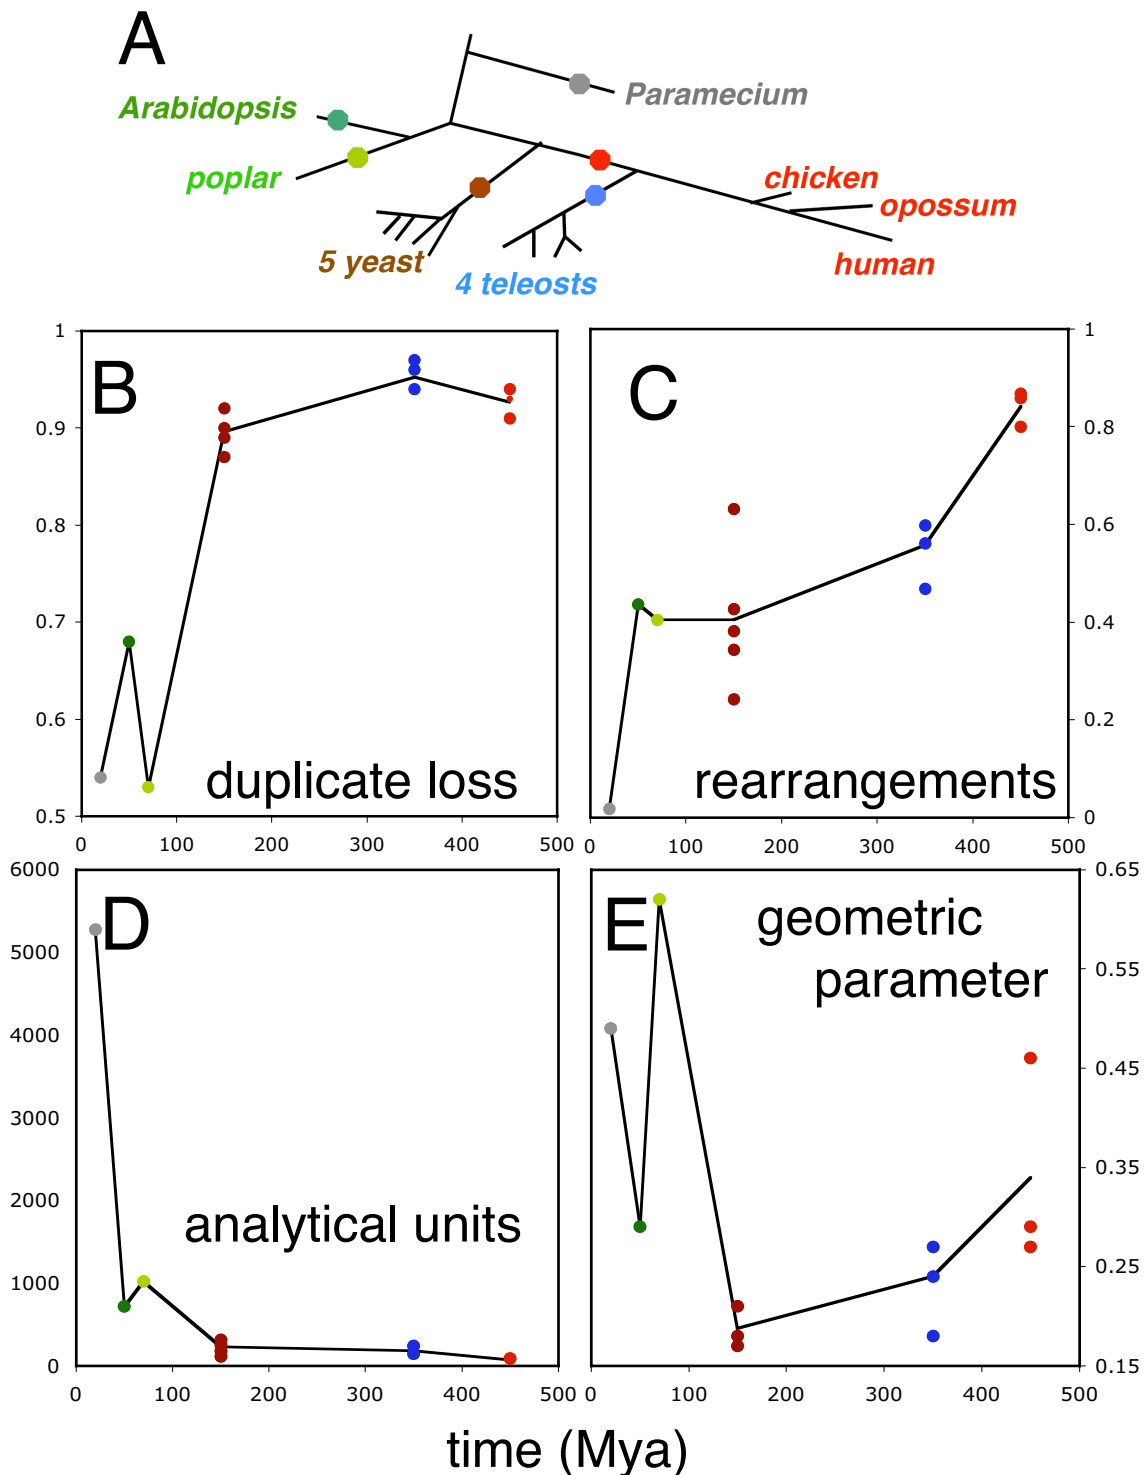 A
Arabidopsis
Paramecium
poplar
chicken
opossum
5 yeast
human
4 teleosts
B
1
0.9
0.8
0.7
0.6
0.5
duplicate loss
0 100 200 300 400 500
C
1
0.8
0.6
0.4
0.2
0
rearrangements
0 100 200 300 400 500
D
6000
5000
4000
3000
2000
1000
0
analytical units
0 100 200 300 400 500
E
geometric
parameter
0.65
0.55
0.45
0.35
0.25
0.15
0 100 200 300 400 500
time (Mya)